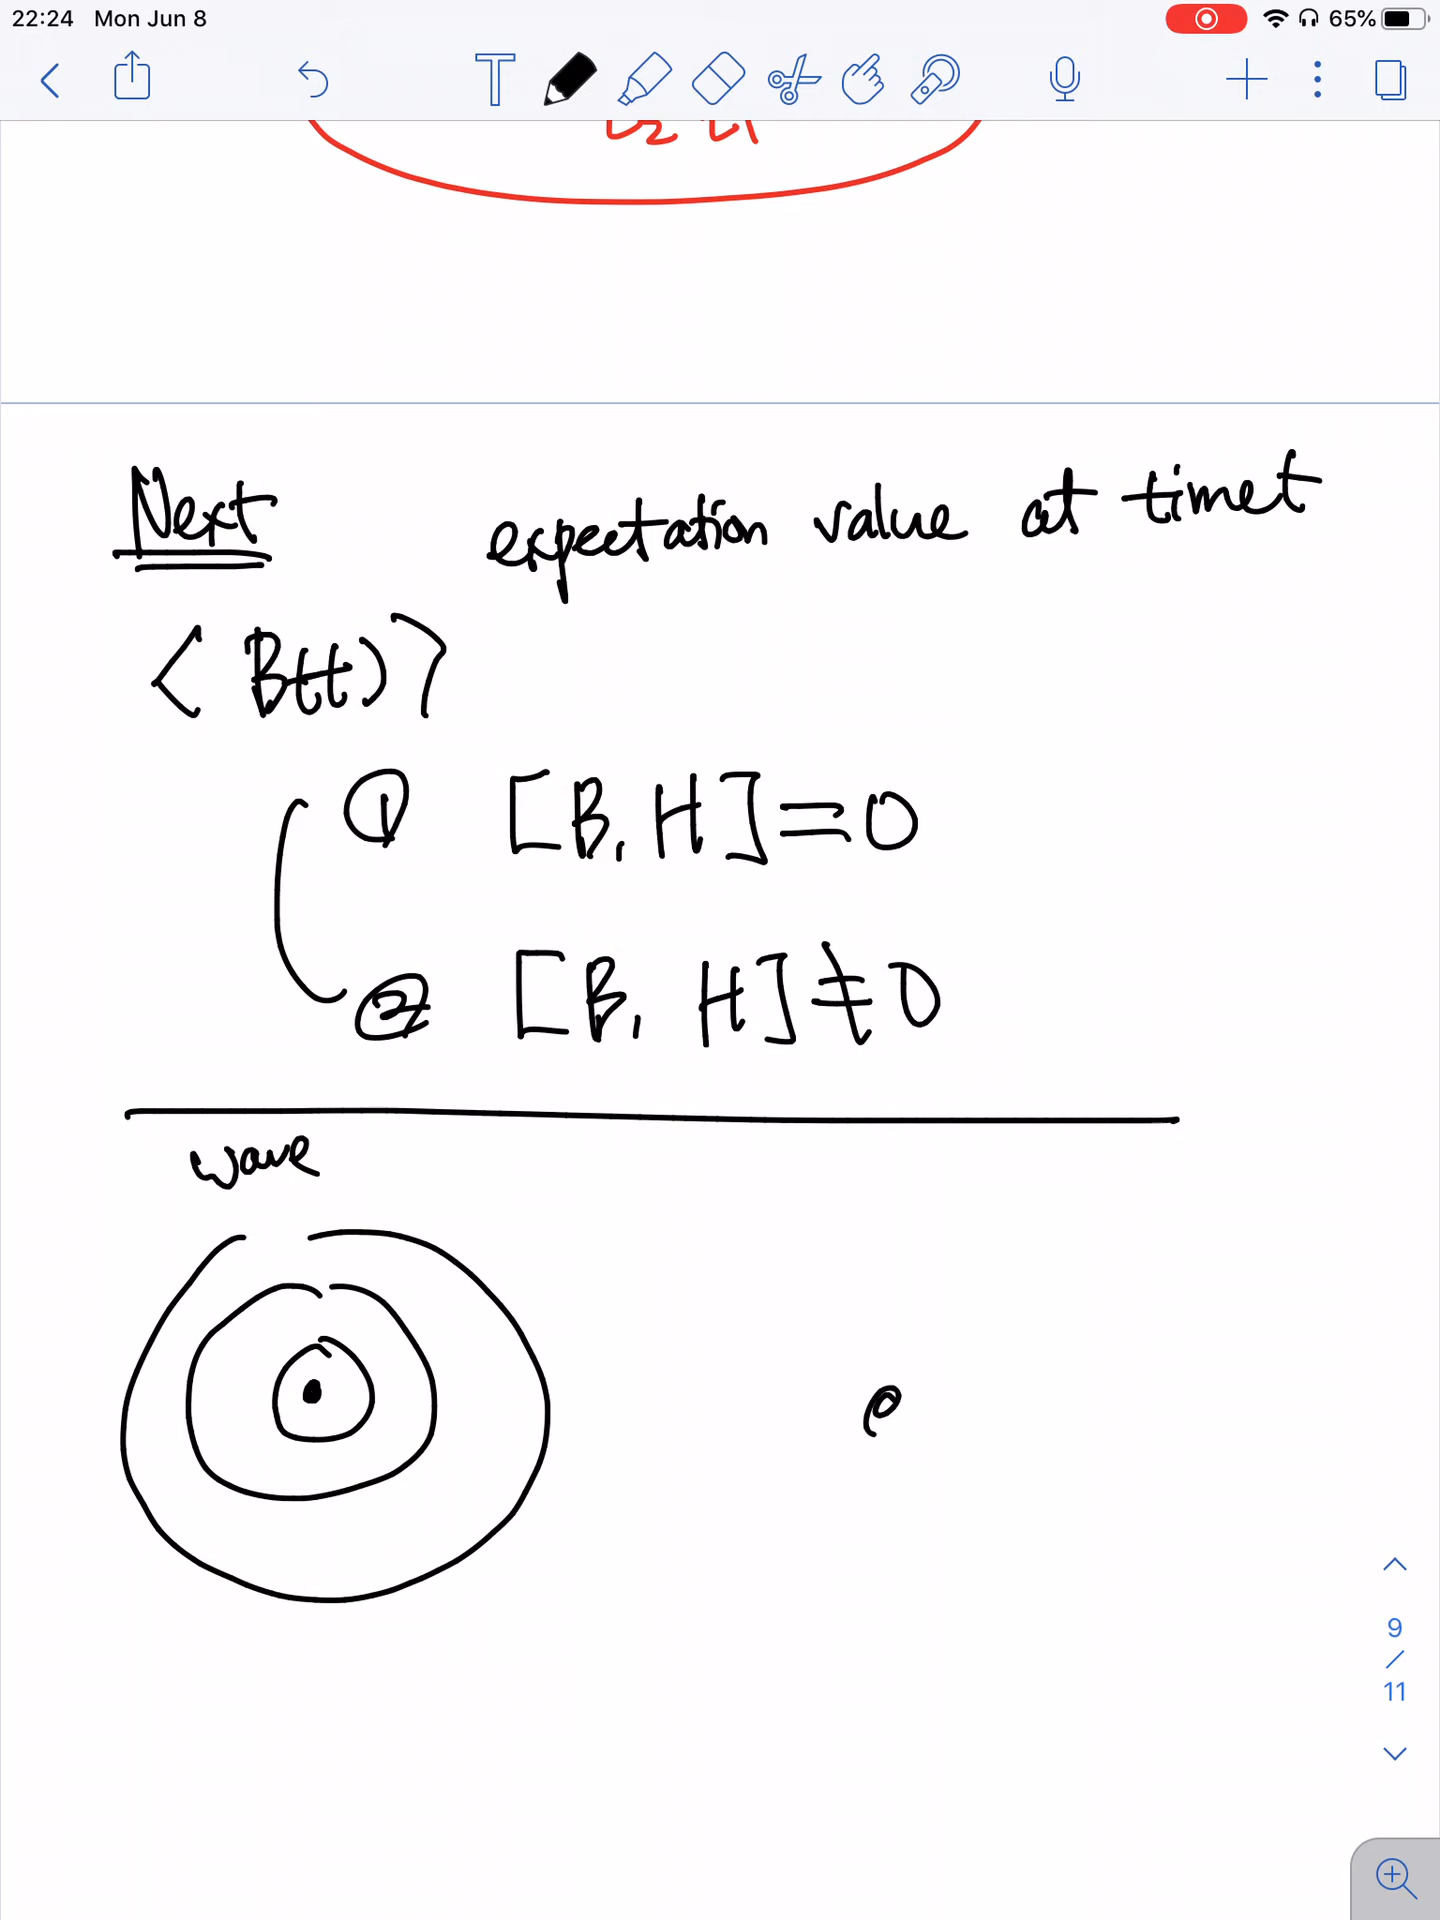 22:24 Mon Jun 8 65%
T
Next expectation value at time t
< B(t) >
① [B, H] = 0
② [B, H] ≠ 0
wave
9
/
11